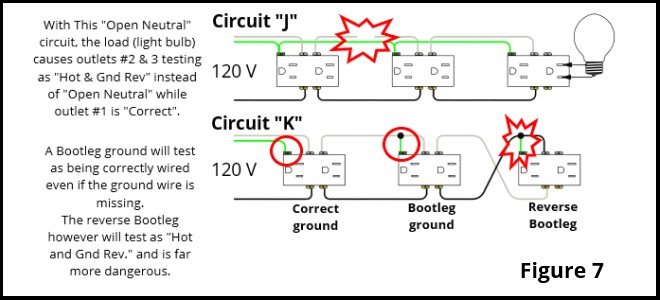 With This "Open Neutral"
circuit, the load (light bulb)
causes outlets #2 & 3 testing
as "Hot & Gnd Rev" instead
of "Open Neutral" while
outlet #1 is "Correct".
A Bootleg ground will test
as being correctly wired
even if the ground wire is
missing.
The reverse Bootleg
however will test as "Hot
and Gnd Rev." and is far
more dangerous.
Circuit "J"
120 V
Circuit "K"
120 V
Correct
ground
Bootleg
ground
Reverse
Bootleg
Figure 7